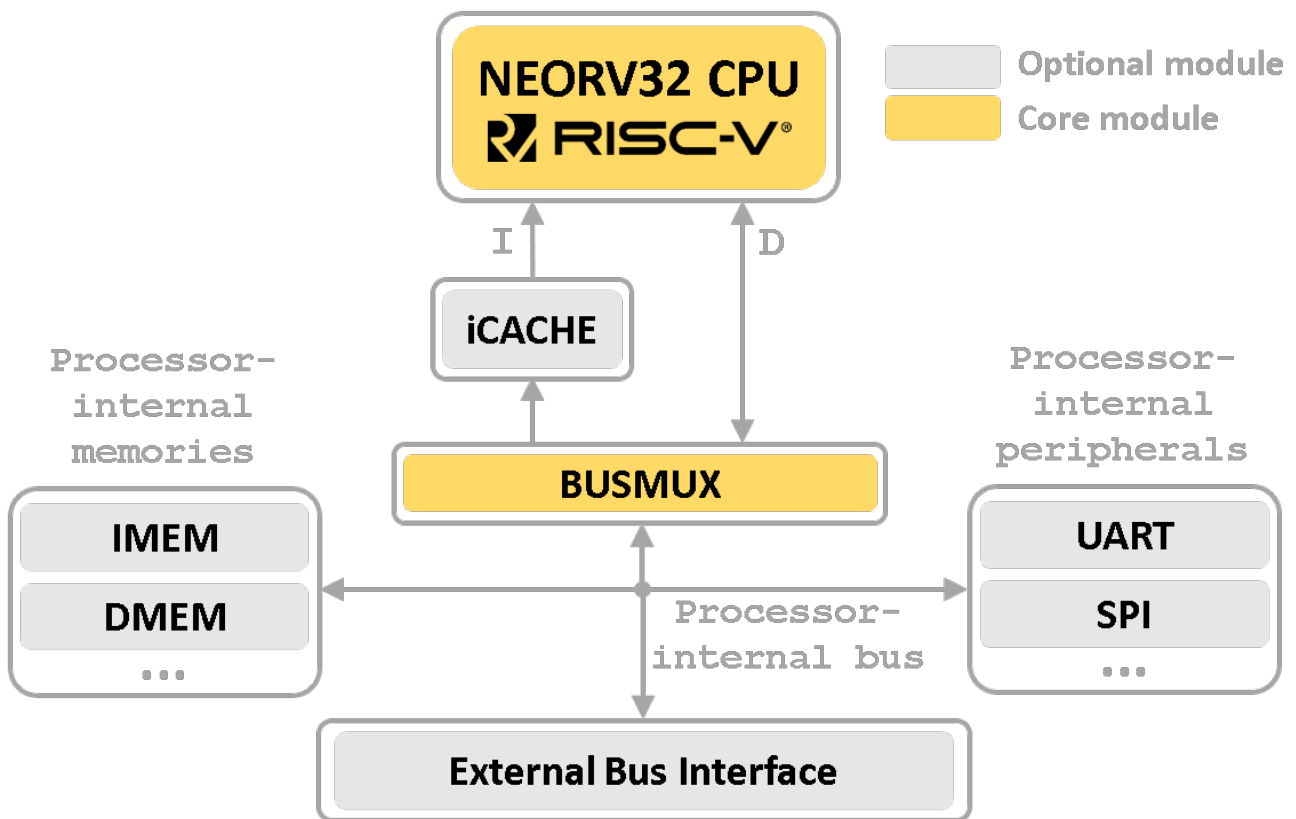 NEORV32 CPU
RISC-V®
Optional module
Core module
I
D
iCACHE
Processor-
internal
memories
Processor-
internal
peripherals
BUSMUX
IMEM
DMEM
...
UART
SPI
...
Processor-
internal bus
External Bus Interface